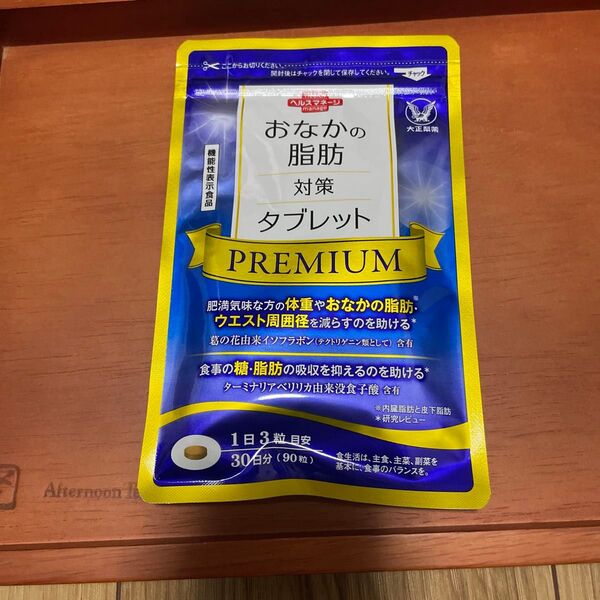 ここからお切りください。
開封後はチャックを閉じて保存してください。
チャック
ヘルスマネージ
manage
大正製薬
おなかの
脂肪
対策
タブレット
機能性表示食品
PREMIUM
肥満気味な方の体重やおなかの脂肪※・
ウエスト周囲径を減らすのを助ける*
葛の花由来イソフラボン(テクトリゲニン類として)含有
食事の糖・脂肪の吸収を抑えるのを助ける*
ターミナリアベリリカ由来没食子酸 含有
※内臓脂肪と皮下脂肪
*研究レビュー
1日3粒 目安
30日分(90粒)
食生活は、主食、主菜、副菜を
基本に、食事のバランスを。
Afternoon